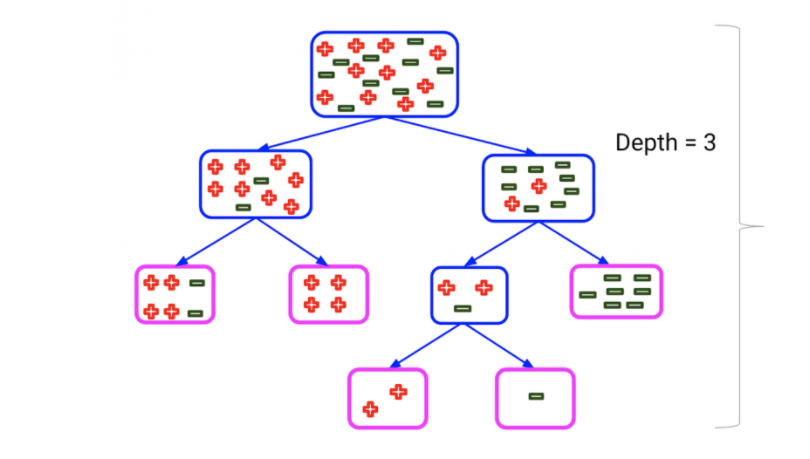 Depth = 3